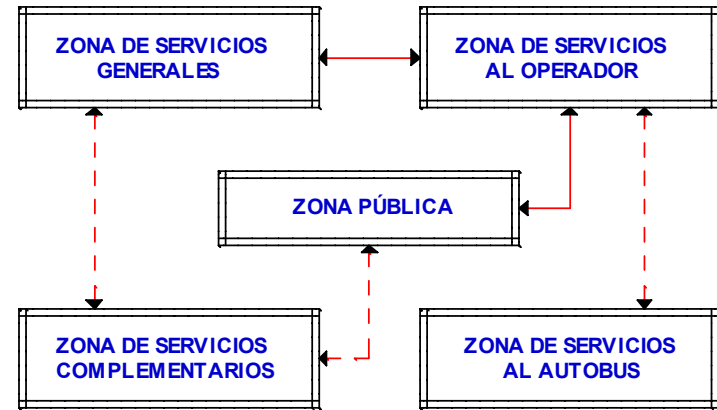 ZONA DE SERVICIOS
GENERALES
ZONA DE SERVICIOS
AL OPERADOR
ZONA PÚBLICA
ZONA DE SERVICIOS
COMPLEMENTARIOS
ZONA DE SERVICIOS
AL AUTOBUS